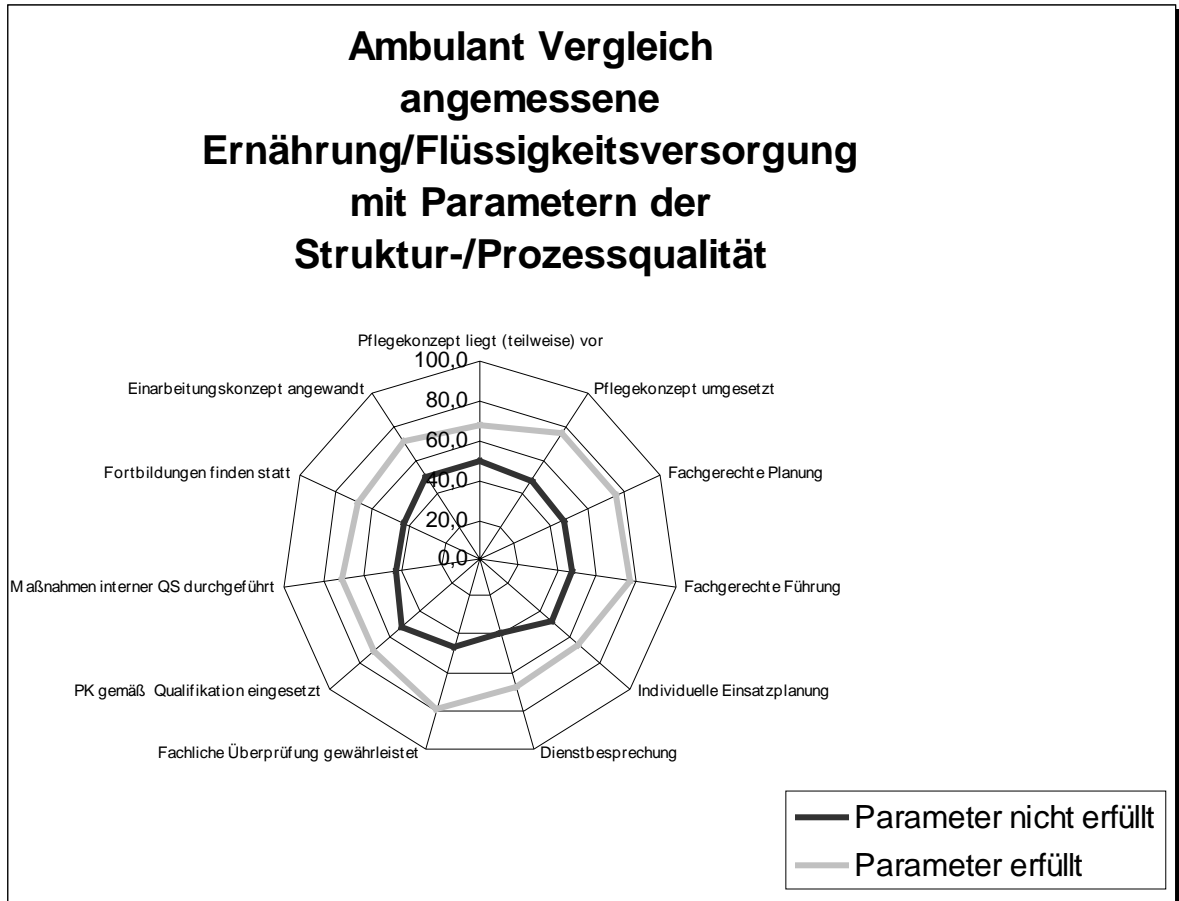 Ambulant Vergleich
angemessene
Ernährung/Flüssigkeitsversorgung
mit Parametern der
Struktur-/Prozessqualität
Pflegekonzept liegt (teilweise) vor
100,0
80,0
60,0
40,0
20,0
0,0
Pflegekonzept umgesetzt
Fachgerechte Planung
Fachgerechte Führung
Individuelle Einsatzplanung
Dienstbesprechung
Fachliche Überprüfung gewährleistet
PK gemäß Qualifikation eingesetzt
Maßnahmen interner QS durchgeführt
Fortbildungen finden statt
Einarbeitungskonzept angewandt
Parameter nicht erfüllt
Parameter erfüllt